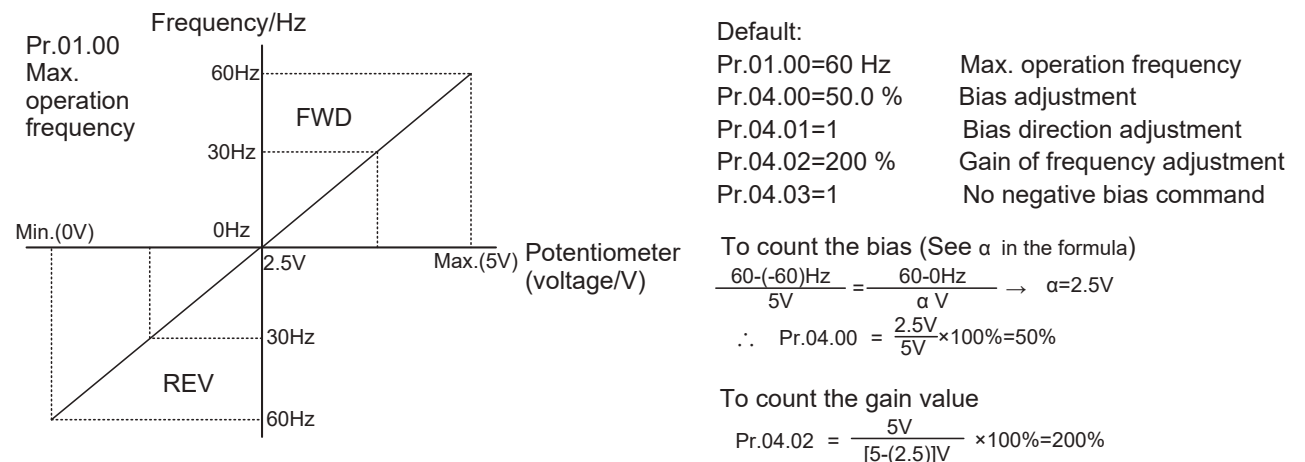 Frequency/Hz
Pr.01.00
Max.
operation
frequency
60Hz
FWD
30Hz
0Hz
Min.(0V)
2.5V
Max.(5V)
Potentiometer
(voltage/V)
30Hz
REV
60Hz
Default:
Pr.01.00=60 Hz Max. operation frequency
Pr.04.00=50.0 % Bias adjustment
Pr.04.01=1 Bias direction adjustment
Pr.04.02=200 % Gain of frequency adjustment
Pr.04.03=1 No negative bias command
To count the bias (See α in the formula)
60-(-60)Hz
5V
=
60-0Hz
α V
→ α=2.5V
∴ Pr.04.00 =
2.5V
5V
×100%=50%
To count the gain value
Pr.04.02 =
5V
[5-(2.5)]V
×100%=200%